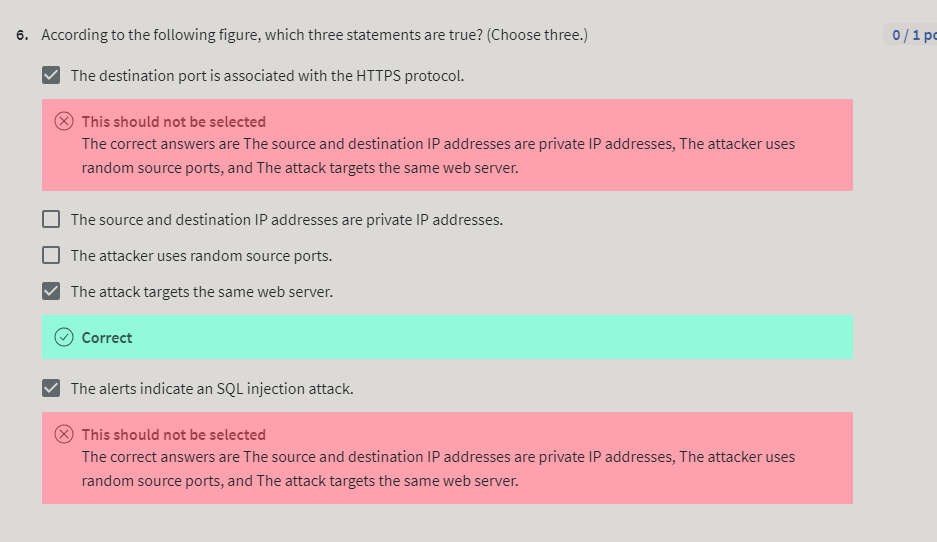 6. According to the following figure, which three statements are true? (Choose three.)
0 / 1 po
The destination port is associated with the HTTPS protocol.
This should not be selected
The correct answers are The source and destination IP addresses are private IP addresses, The attacker uses
random source ports, and The attack targets the same web server.
The source and destination IP addresses are private IP addresses.
The attacker uses random source ports.
The attack targets the same web server.
Correct
The alerts indicate an SQL injection attack.
This should not be selected
The correct answers are The source and destination IP addresses are private IP addresses, The attacker uses
random source ports, and The attack targets the same web server.